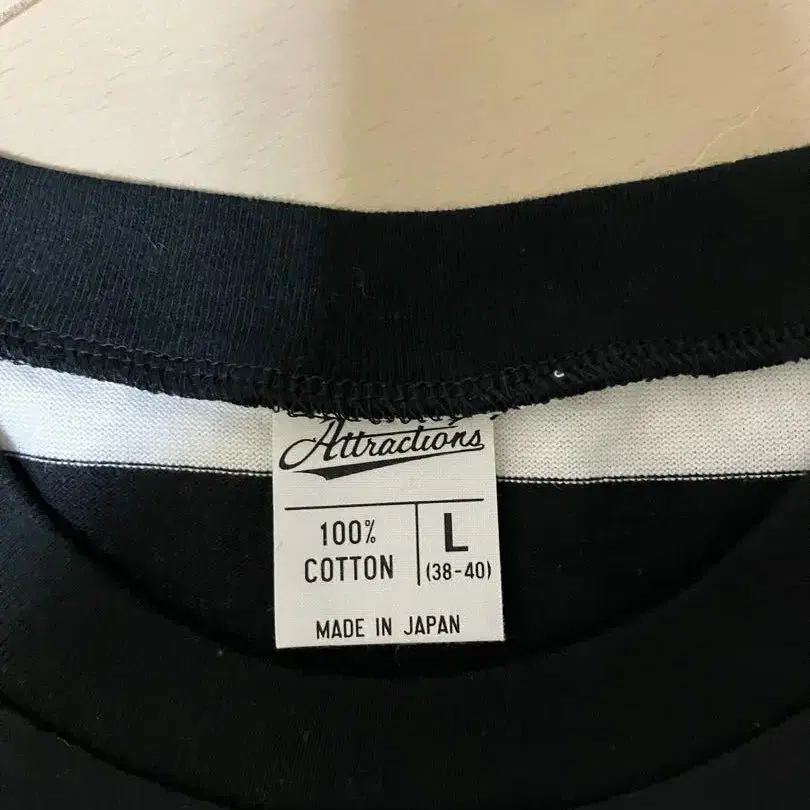 Attractions
100% COTTON
L
(38-40)
MADE IN JAPAN